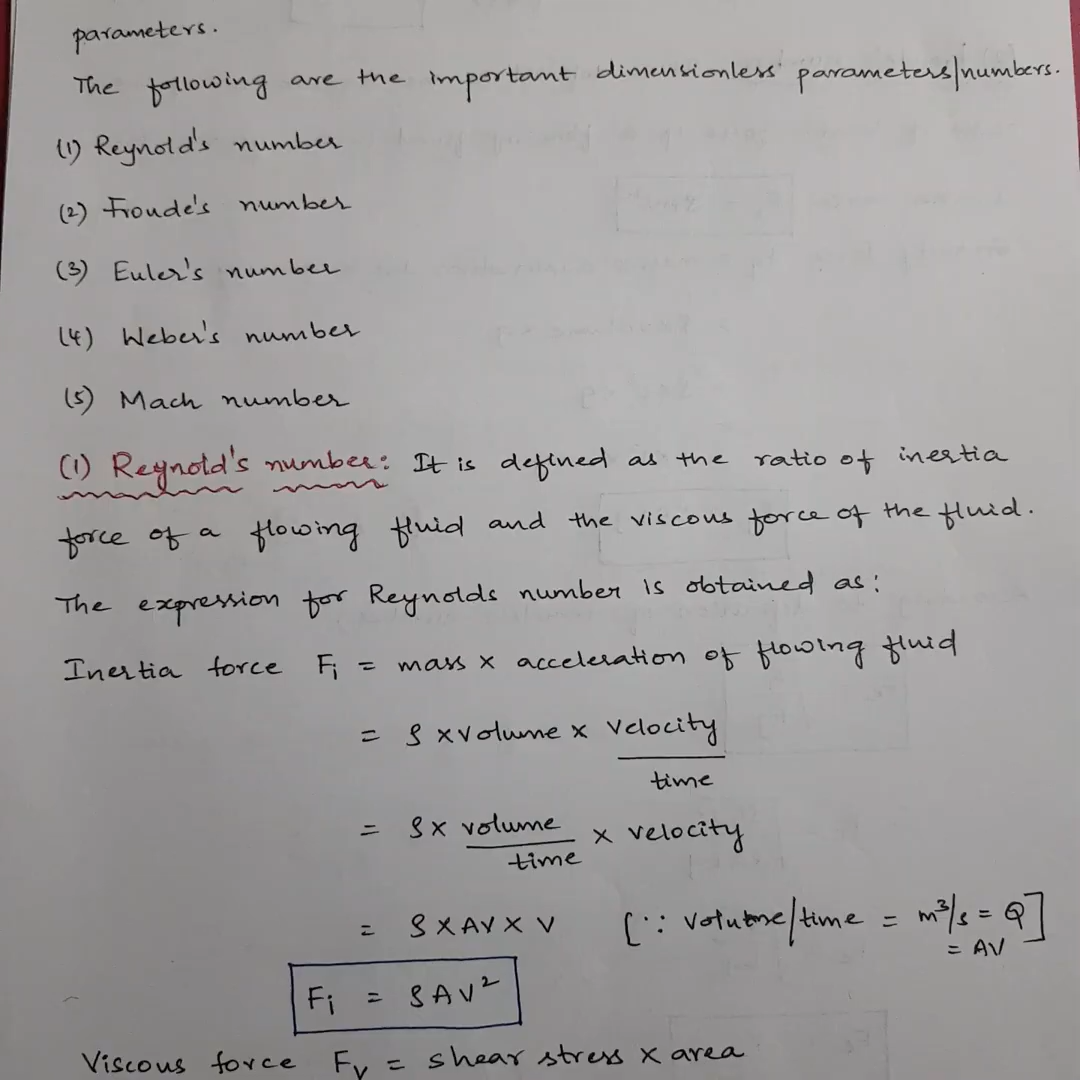 parameters.
The following are the important dimensionless parameters/numbers.
(1) Reynold's number
(2) Froude's number
(3) Euler's number
(4) Weber's number
(5) Mach number
(1) Reynold's number: It is defined as the ratio of inertia
force of a flowing fluid and the viscous force of the fluid.
The expression for Reynolds number is obtained as:
Inertia force Fi = mass x acceleration of flowing fluid
= ρ x volume x velocity
time
= ρ x volume x velocity
time
= ρ x AV x V [∵ volume/time = m³/s = Q]
= AV
Fi = ρAV²
Viscous force Fv = shear stress x area